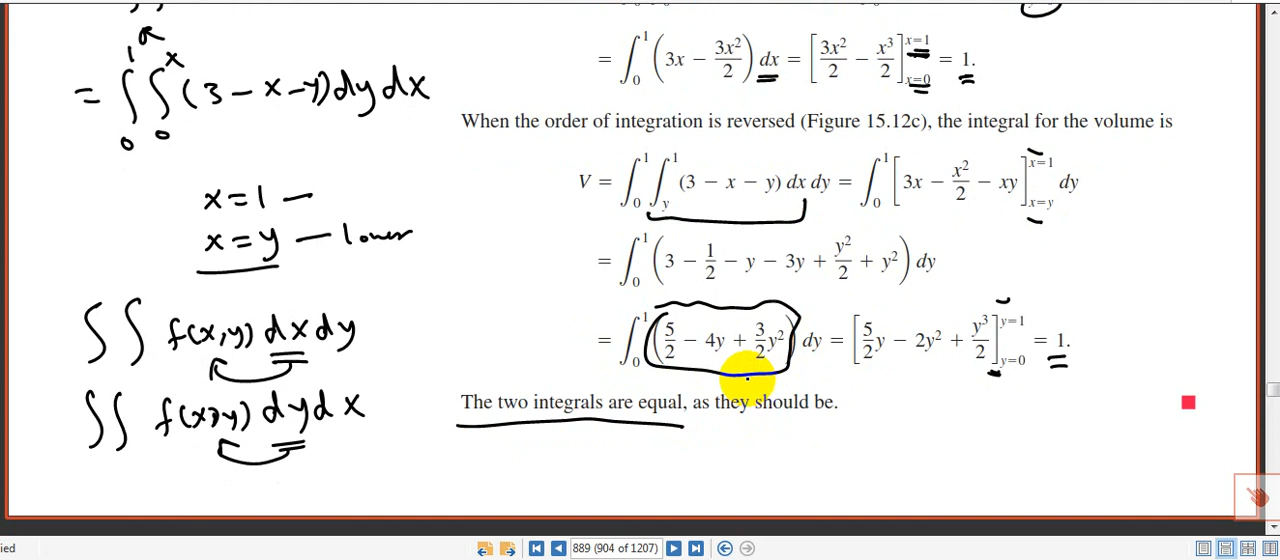 = ∫₀¹ ∫₀ˣ (3 – x – y) dy dx
x = 1 —
x = y — lower
∫∫ f(x,y) dx dy
∫∫ f(x,y) dy dx
= ∫₀¹ (3x − 3x²/2) dx = [3x²/2 − x³/2]ₓ₌₀ˣ⁼¹ = 1.
When the order of integration is reversed (Figure 15.12c), the integral for the volume is
V = ∫₀¹ ∫ᵧ¹ (3 − x − y) dx dy = ∫₀¹ [3x − x²/2 − xy]ₓ₌ᵧˣ⁼¹ dy
= ∫₀¹ (3 − 1/2 − y − 3y + y²/2 + y²) dy
= ∫₀¹ (5/2 − 4y + 3/2 y²) dy = [5/2 y − 2y² + y³/2]ᵧ₌₀ʸ⁼¹ = 1.
The two integrals are equal, as they should be.
ied
889 (904 of 1207)